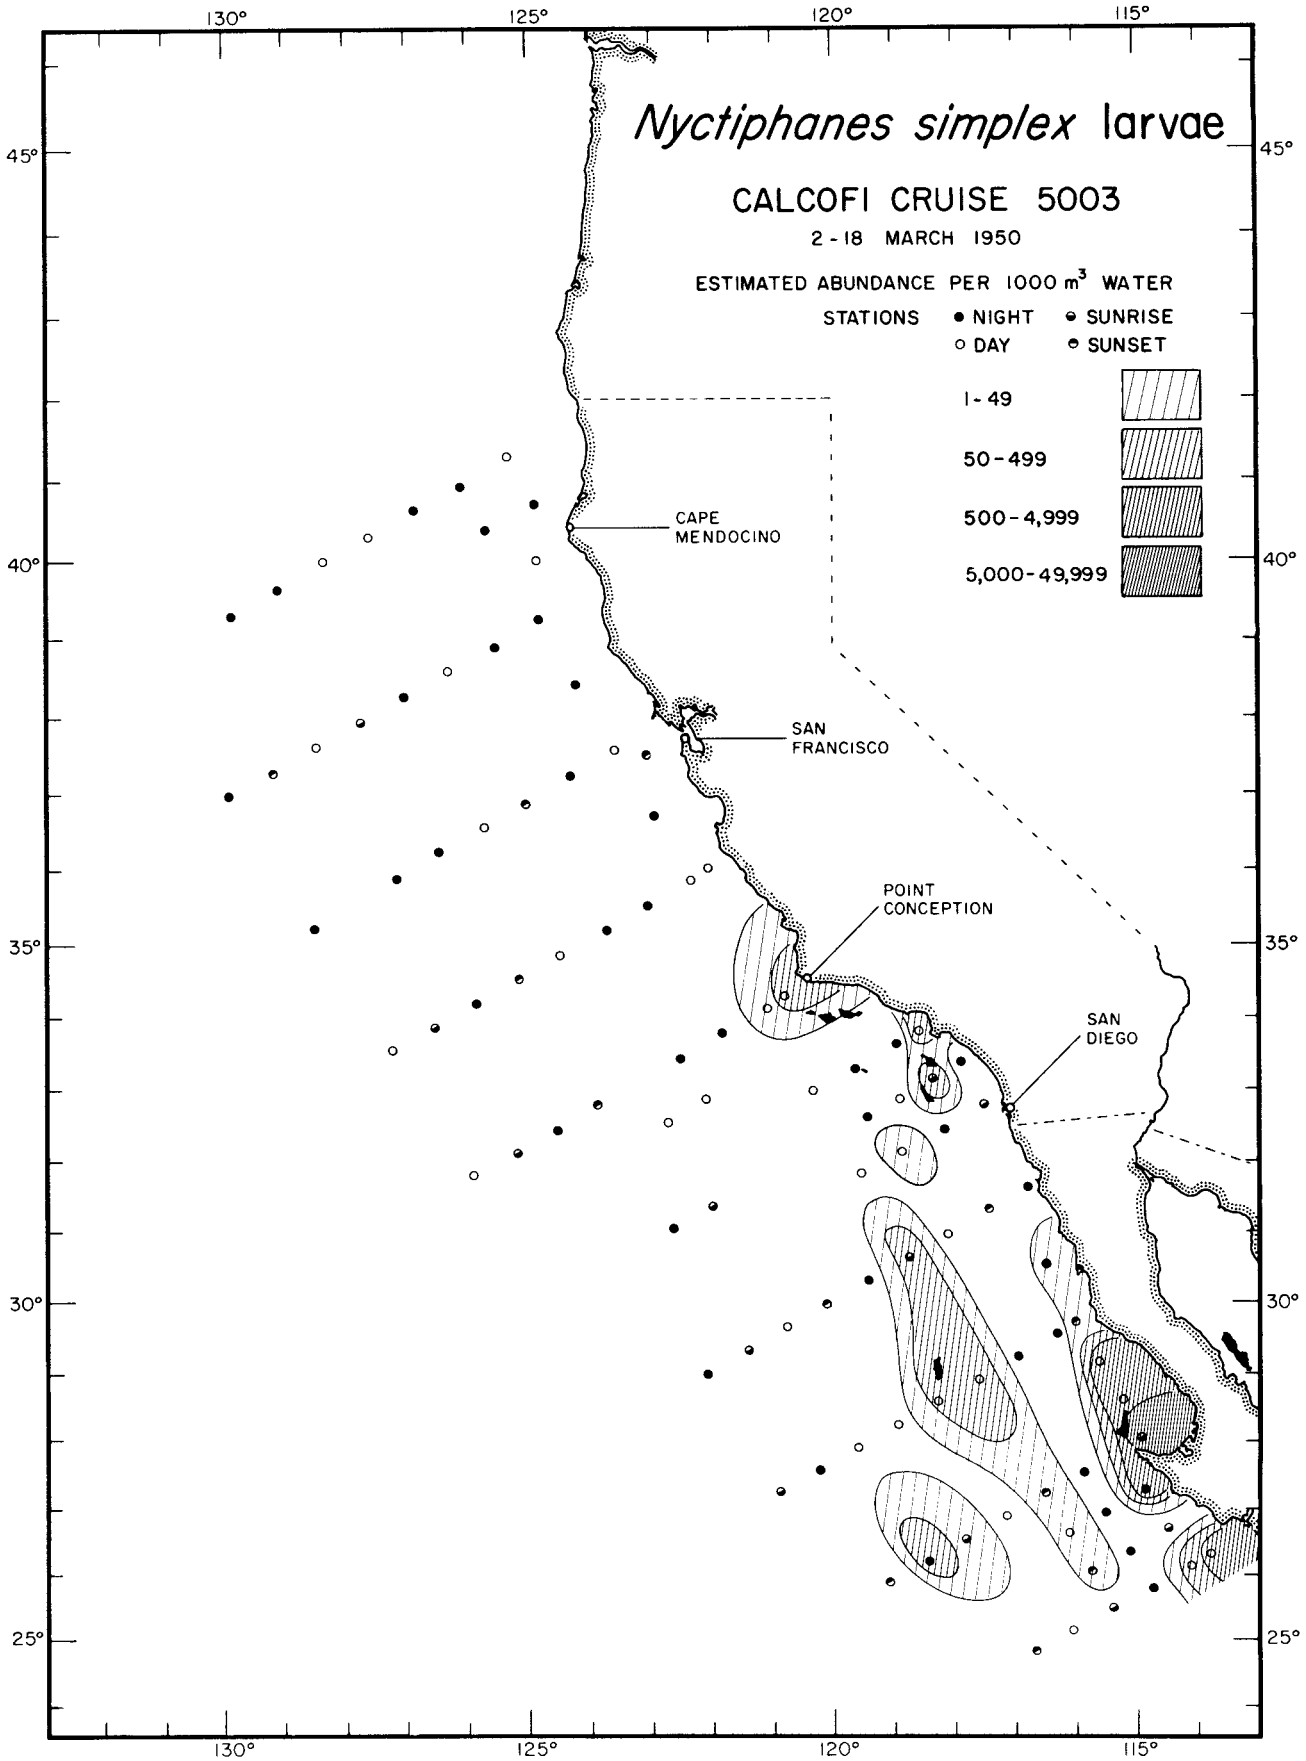 130° 125° 120° 115°
Nyctiphanes simplex larvae
45° 45°
CALCOFI CRUISE 5003
2-18 MARCH 1950
ESTIMATED ABUNDANCE PER 1000 m³ WATER
STATIONS NIGHT SUNRISE
DAY SUNSET
1-49
50-499
500-4,999
5,000-49,999
CAPE
MENDOCINO
40° 40°
SAN
FRANCISCO
POINT
CONCEPTION
35° 35°
SAN
DIEGO
30° 30°
25° 25°
130° 125° 120° 115°